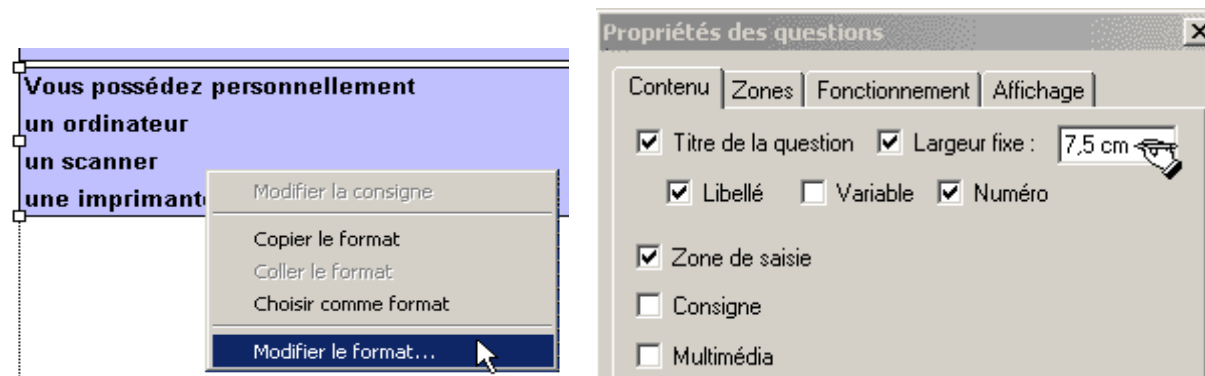 Vous possédez personnellement
un ordinateur
un scanner
une imprimant
Modifier la consigne
Copier le format
Coller le format
Choisir comme format
Modifier le format...
Propriétés des questions
Contenu Zones Fonctionnement Affichage
Titre de la question Largeur fixe : 7,5 cm
Libellé Variable Numéro
Zone de saisie
Consigne
Multimédia